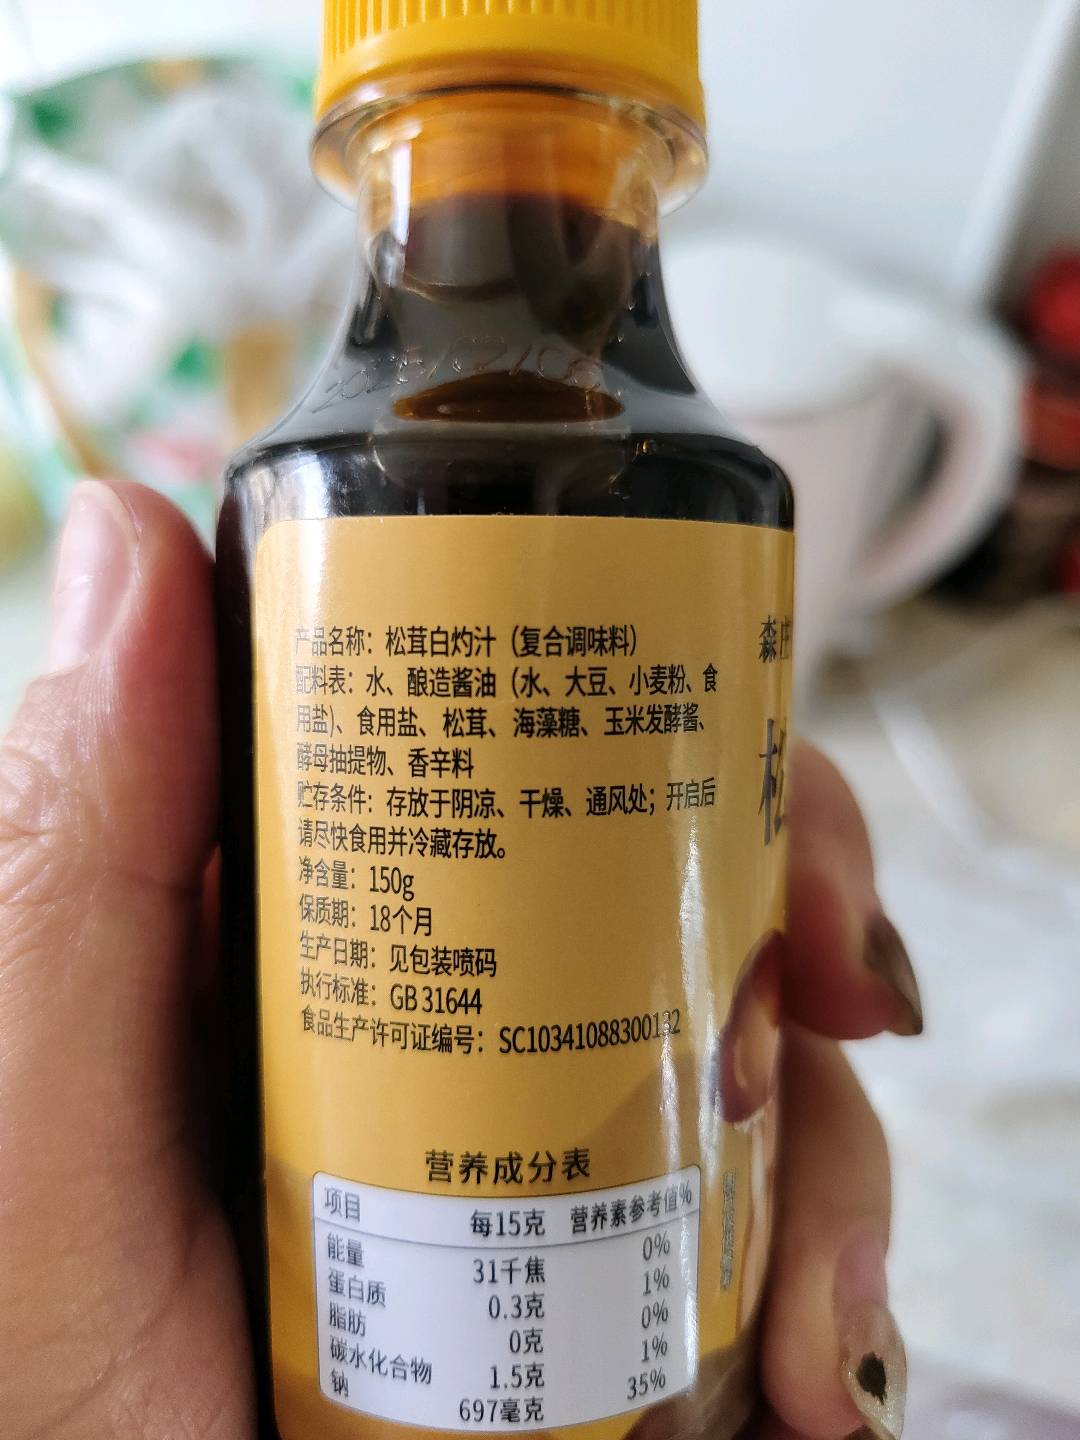 2025/02/06
产品名称：松茸白灼汁（复合调味料）
配料表：水、酿造酱油（水、大豆、小麦粉、食
用盐)、食用盐、松茸、海藻糖、玉米发酵酱、
酵母抽提物、香辛料
贮存条件：存放于阴凉、干燥、通风处；开启后
请尽快食用并冷藏存放。
净含量：150g
保质期：18个月
生产日期：见包装喷码
执行标准：GB 31644
食品生产许可证编号：SC10341088300132
营养成分表
项目 每15克 营养素参考值%
能量 31千焦 0%
蛋白质 0.3克 1%
脂肪 0克 0%
碳水化合物 1.5克 1%
钠 697毫克 35%
森庄
松